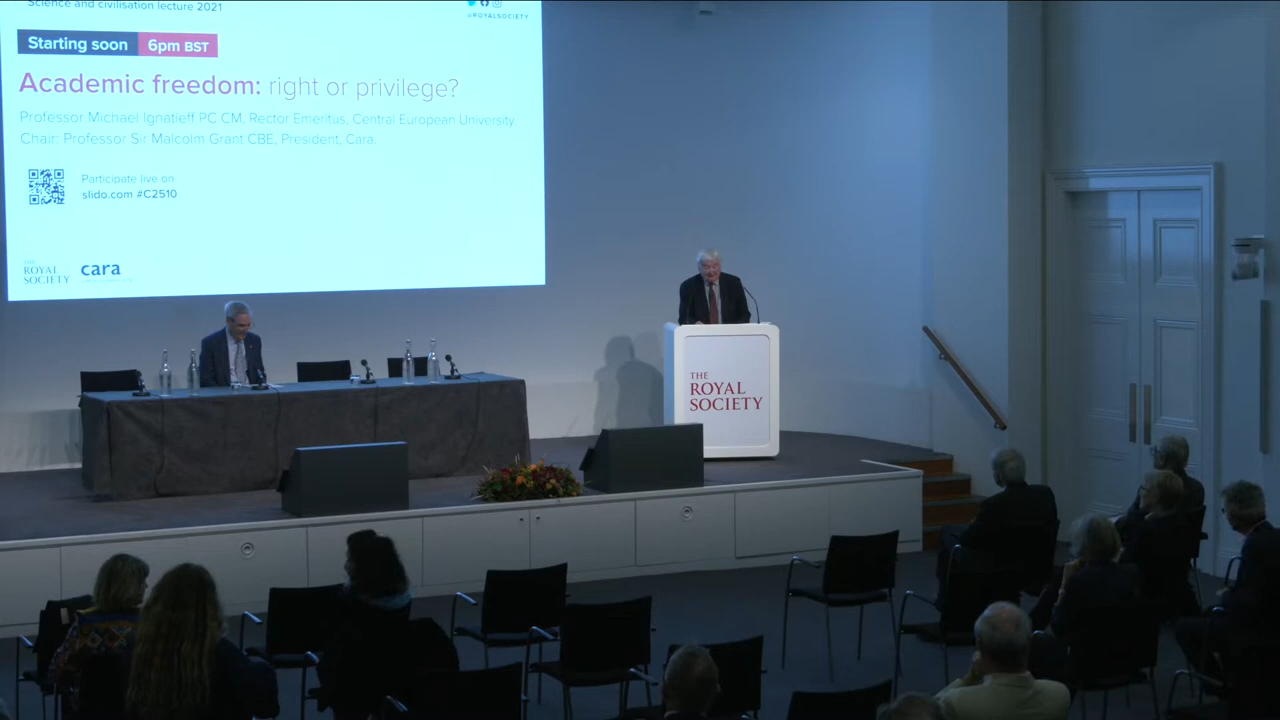 Science and civilisation lecture 2021
@ROYALSOCIETY
Starting soon 6pm BST
Academic freedom: right or privilege?
Professor Michael Ignatieff PC CM, Rector Emeritus, Central European University
Chair: Professor Sir Malcolm Grant CBE, President, Cara.
Participate live on
slido.com #C2510
THE
ROYAL
SOCIETY
cara
THE
ROYAL
SOCIETY